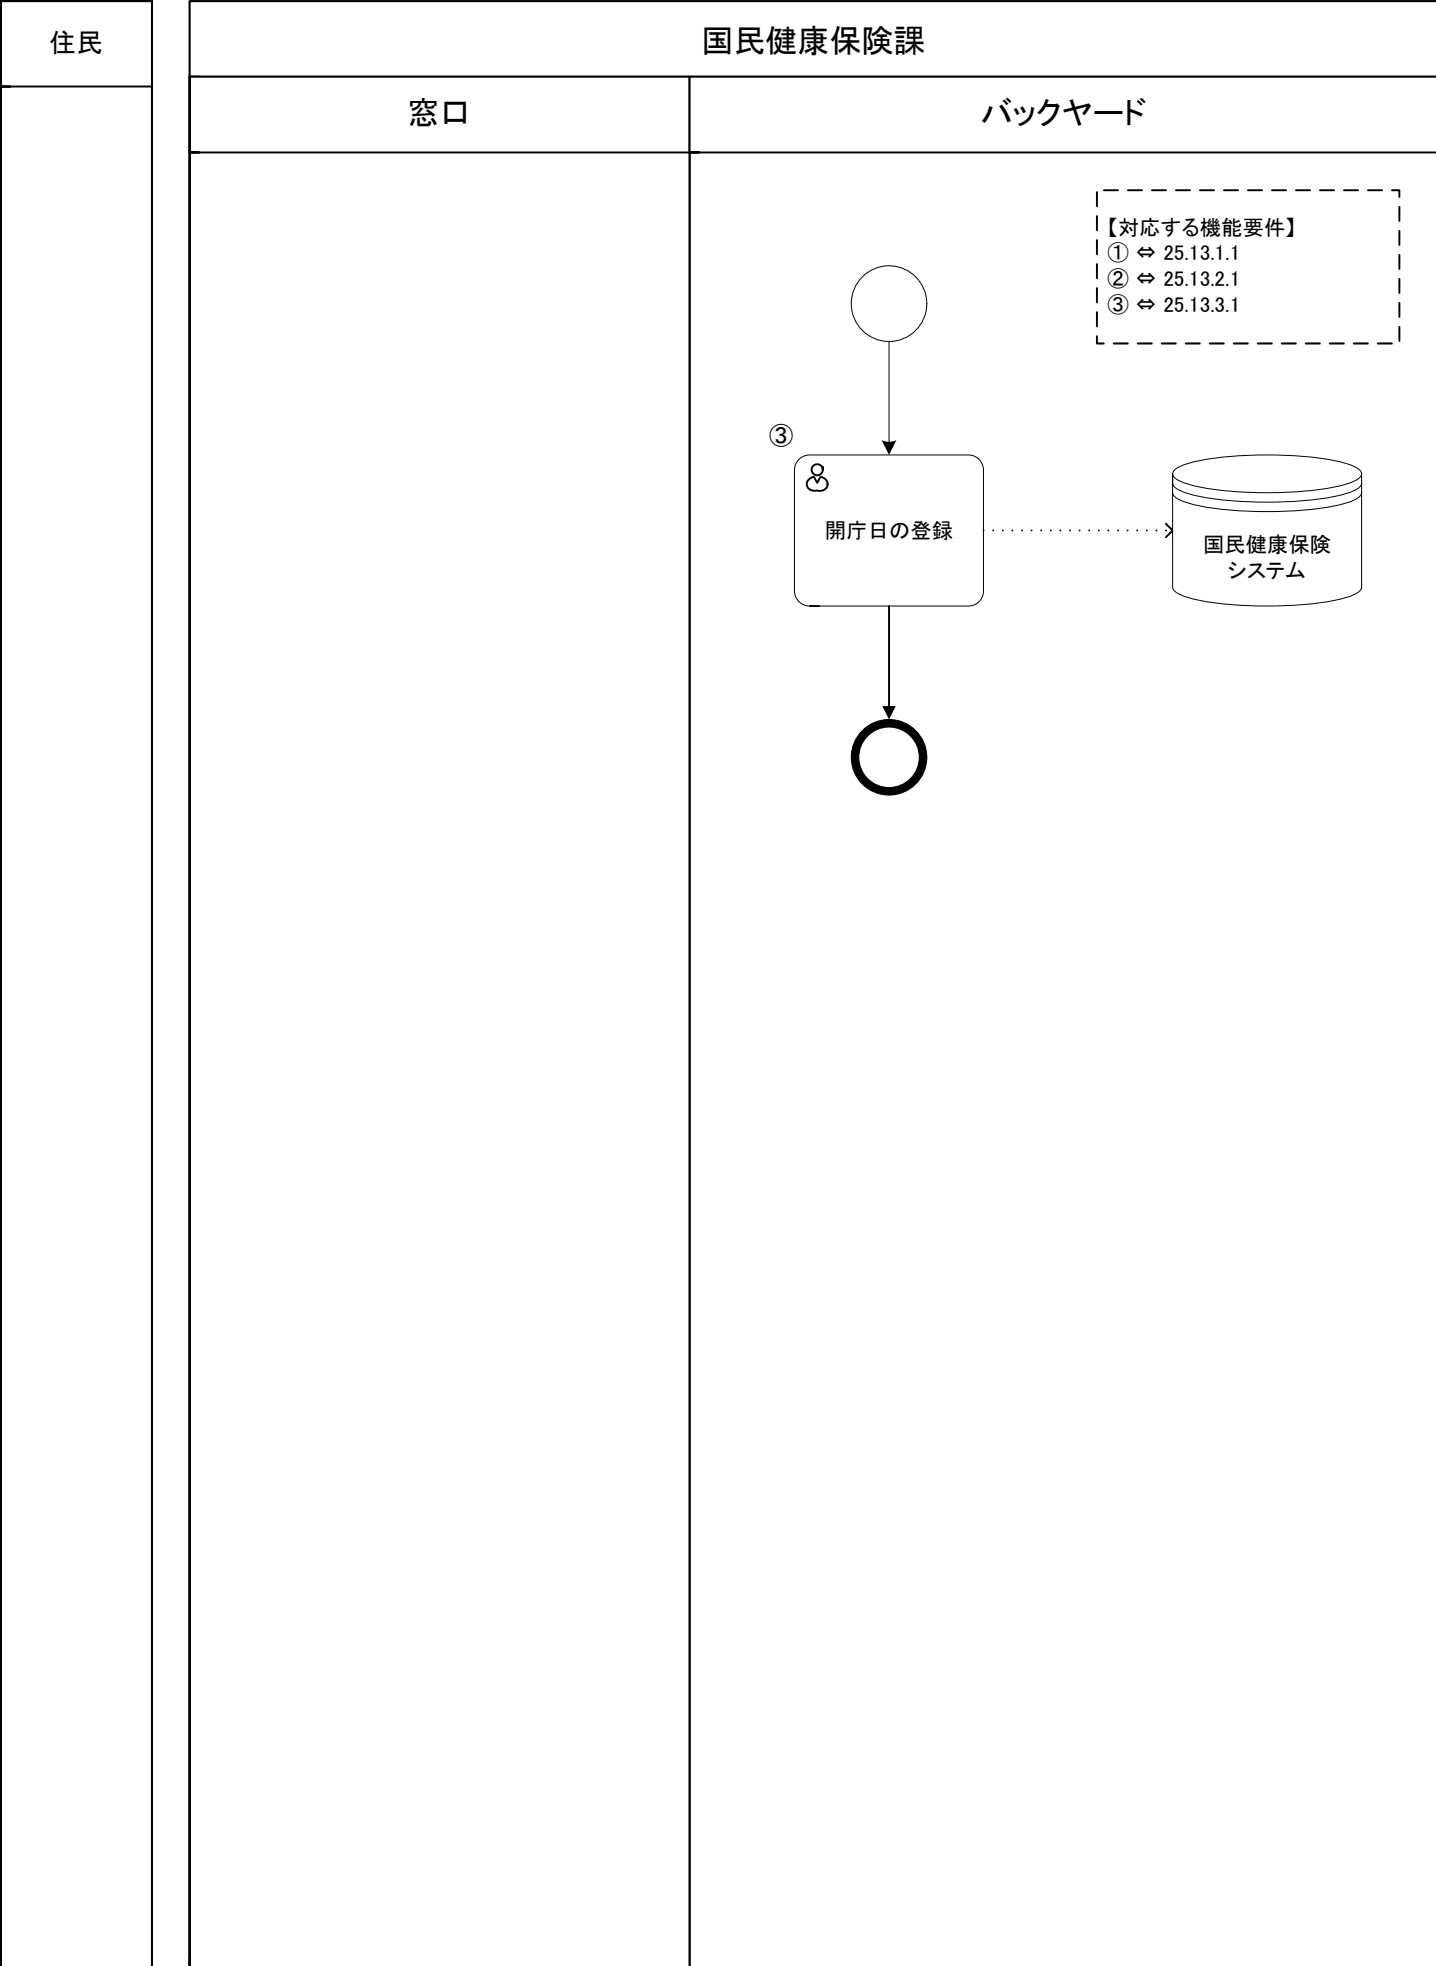 住民
国民健康保険課
窓口
バックヤード
【対応する機能要件】
① ⇔ 25.13.1.1
② ⇔ 25.13.2.1
③ ⇔ 25.13.3.1
③
開庁日の登録
国民健康保険
システム